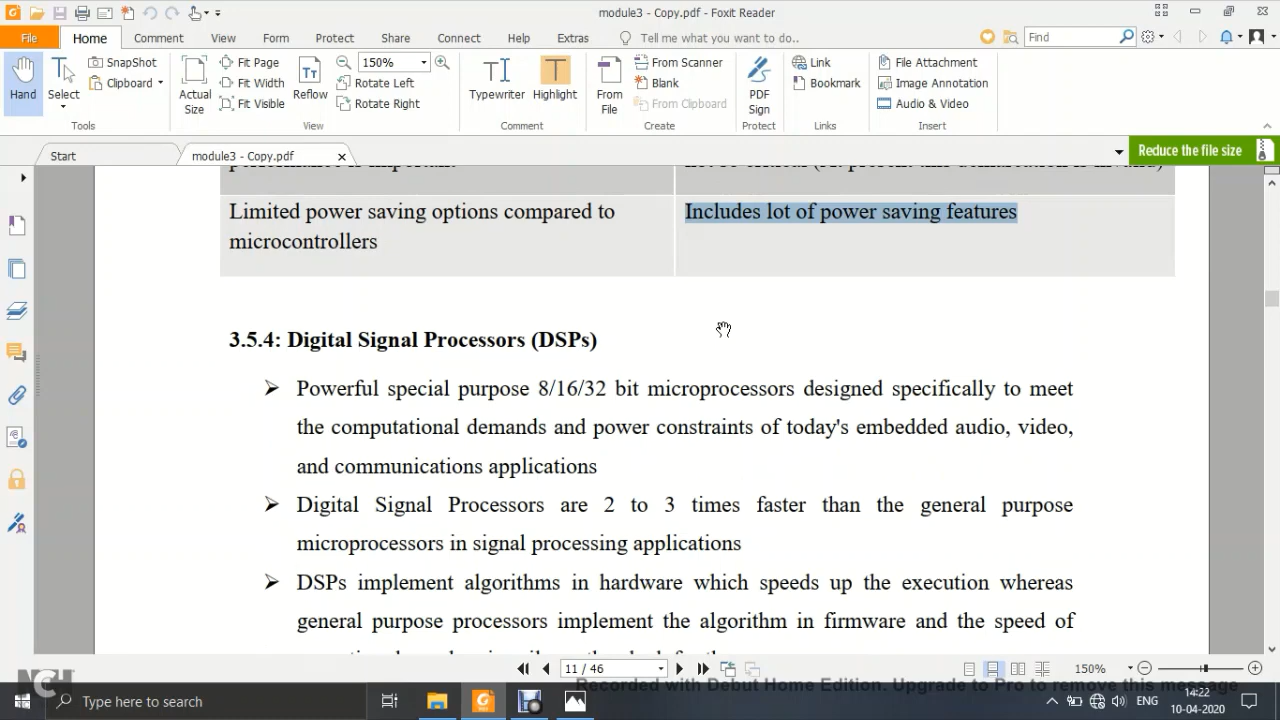 module3 - Copy.pdf - Foxit Reader
File Home Comment View Form Protect Share Connect Help Extras Tell me what you want to do.. Find
Hand
Select
SnapShot
Clipboard
Tools
Actual Size
Fit Page
Fit Width
Fit Visible
Reflow
150%
Rotate Left
Rotate Right
View
Typewriter
Highlight
Comment
From File
From Scanner
Blank
From Clipboard
Create
PDF Sign
Protect
Link
Bookmark
Links
File Attachment
Image Annotation
Audio & Video
Insert
Start
module3 - Copy.pdf
Reduce the file size
Limited power saving options compared to
microcontrollers
Includes lot of power saving features
3.5.4: Digital Signal Processors (DSPs)
➢ Powerful special purpose 8/16/32 bit microprocessors designed specifically to meet
the computational demands and power constraints of today's embedded audio, video,
and communications applications
➢ Digital Signal Processors are 2 to 3 times faster than the general purpose
microprocessors in signal processing applications
➢ DSPs implement algorithms in hardware which speeds up the execution whereas
general purpose processors implement the algorithm in firmware and the speed of
11 / 46
150%
Recorded with Debut Home Edition. Upgrade to Pro to remove this message
NCH
Type here to search
ENG
14:22
10-04-2020